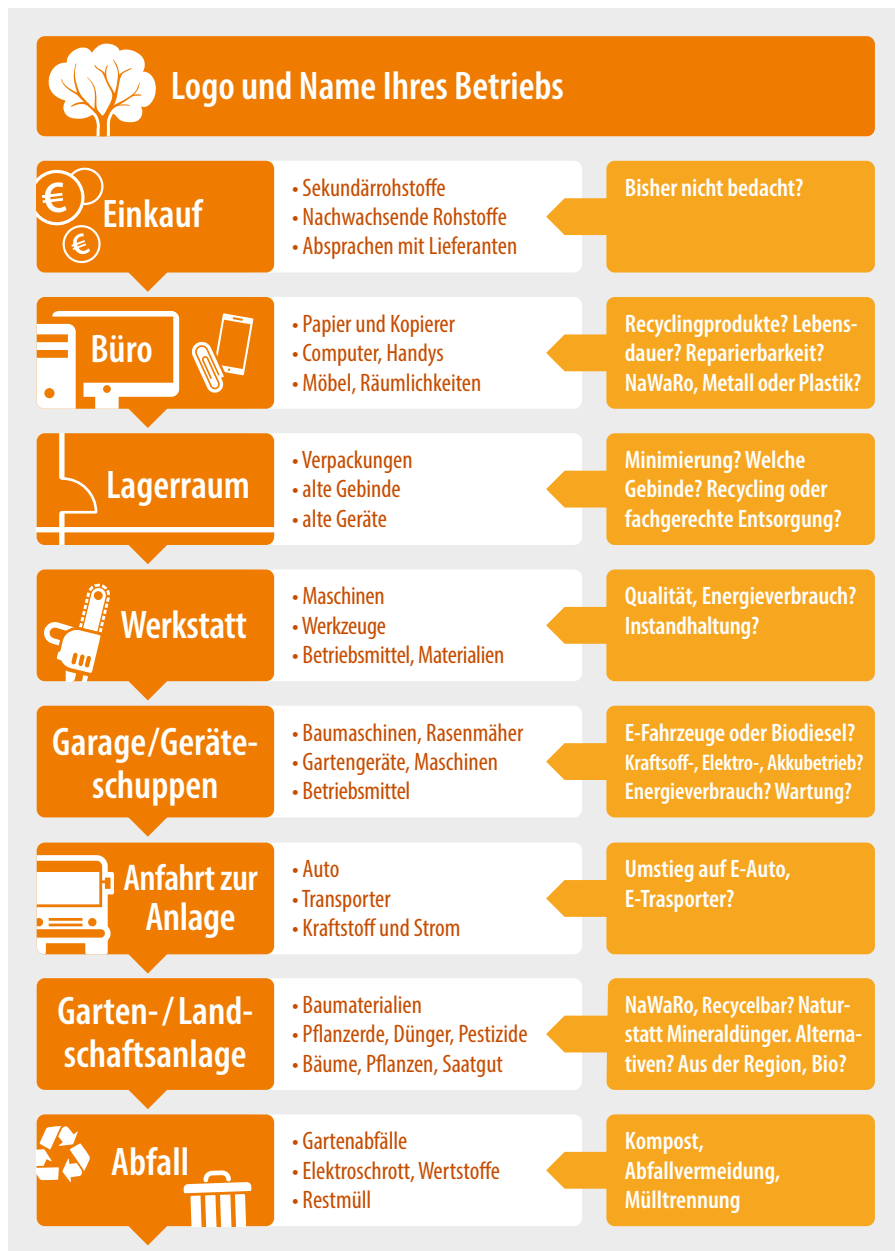 Logo und Name Ihres Betriebs
Einkauf
• Sekundärrohstoffe
• Nachwachsende Rohstoffe
• Absprachen mit Lieferanten
Bisher nicht bedacht?
Büro
• Papier und Kopierer
• Computer, Handys
• Möbel, Räumlichkeiten
Recyclingprodukte? Lebens-
dauer? Reparierbarkeit?
NaWaRo, Metall oder Plastik?
Lagerraum
• Verpackungen
• alte Gebinde
• alte Geräte
Minimierung? Welche
Gebinde? Recycling oder
fachgerechte Entsorgung?
Werkstatt
• Maschinen
• Werkzeuge
• Betriebsmittel, Materialien
Qualität, Energieverbrauch?
Instandhaltung?
Garage/Geräte-
schuppen
• Baumaschinen, Rasenmäher
• Gartengeräte, Maschinen
• Betriebsmittel
E-Fahrzeuge oder Biodiesel?
Kraftsoff-, Elektro-, Akkubetrieb?
Energieverbrauch? Wartung?
Anfahrt zur
Anlage
• Auto
• Transporter
• Kraftstoff und Strom
Umstieg auf E-Auto,
E-Trasporter?
Garten- / Land-
schaftsanlage
• Baumaterialien
• Pflanzerde, Dünger, Pestizide
• Bäume, Pflanzen, Saatgut
NaWaRo, Recycelbar? Natur-
statt Mineraldünger. Alterna-
tiven? Aus der Region, Bio?
Abfall
• Gartenabfälle
• Elektroschrott, Wertstoffe
• Restmüll
Kompost,
Abfallvermeidung,
Mülltrennung